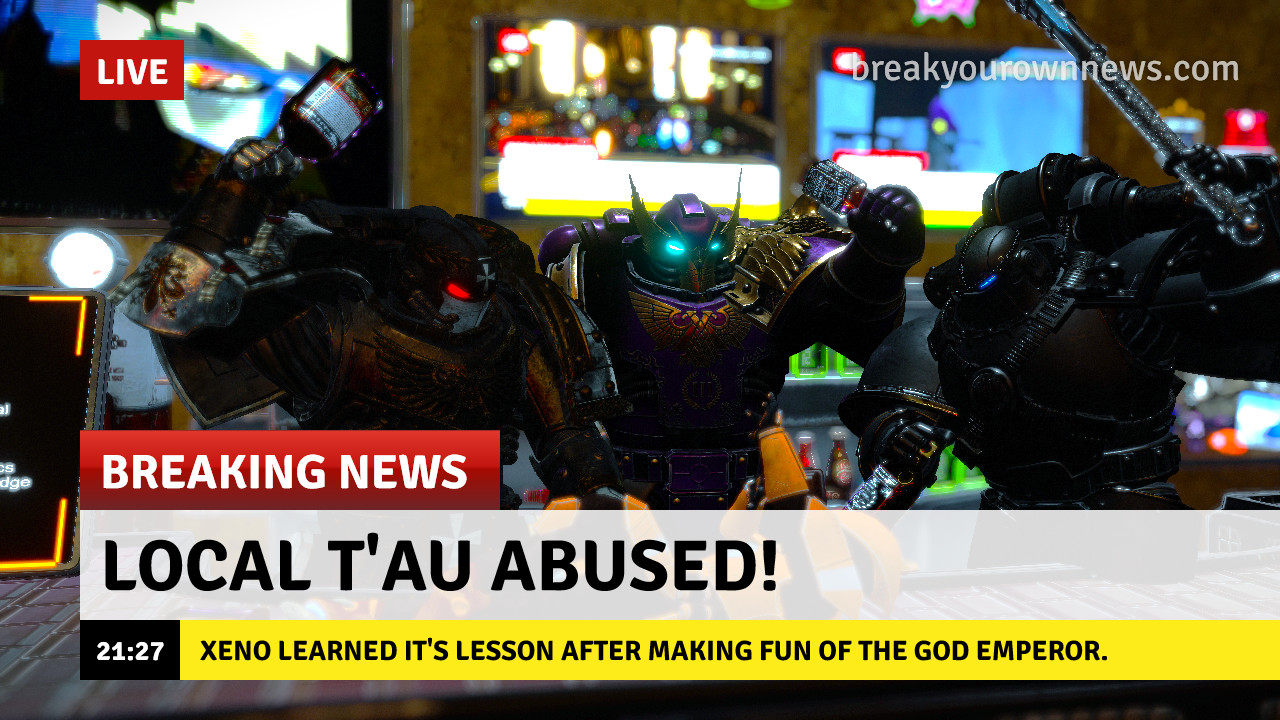 LIVE
breakyourownnews.com
BREAKING NEWS
LOCAL T'AU ABUSED!
21:27
XENO LEARNED IT'S LESSON AFTER MAKING FUN OF THE GOD EMPEROR.